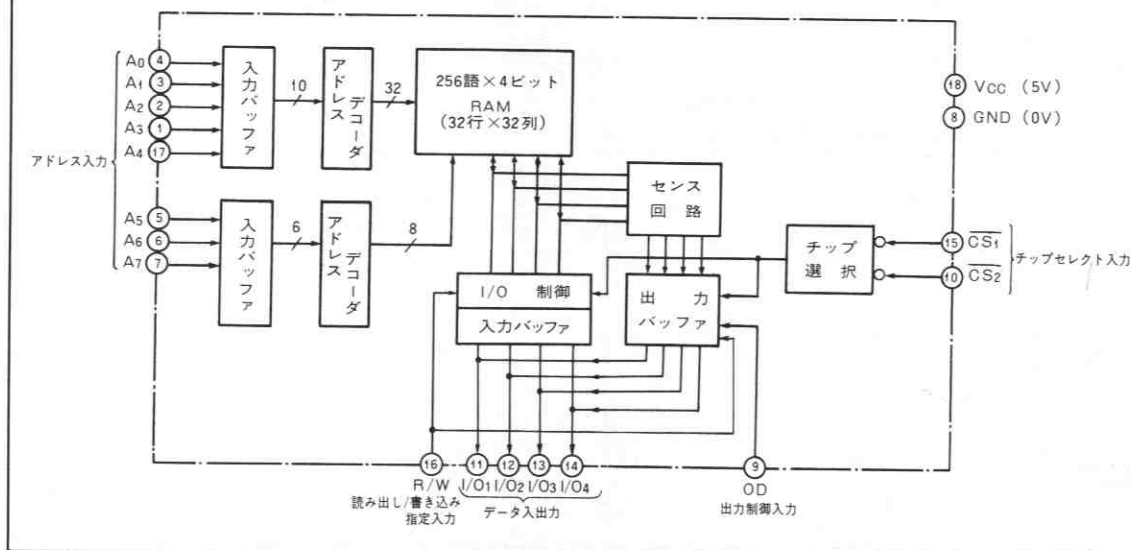 アドレス入力
A0 4
A1 3
A2 2
A3 1
A4 17
A5 5
A6 6
A7 7
入力バッファ
10
アドレス
デコーダ
32
256語×4ビット
RAM
(32行×32列)
入力バッファ
6
アドレス
デコーダ
8
センス
回路
I/O 制御
入力バッファ
出力
バッファ
チップ
選択
18 VCC (5V)
8 GND (0V)
15 C̅S̅1̅
10 C̅S̅2̅
チップセレクト入力
16
R/W
読み出し/書き込み
指定入力
11 12 13 14
I/O1 I/O2 I/O3 I/O4
データ入出力
9
OD
出力制御入力